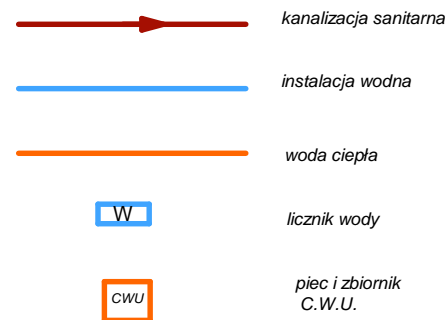 kanalizacja sanitarna
instalacja wodna
woda ciepła
W
licznik wody
CWU
piec i zbiornik
C.W.U.